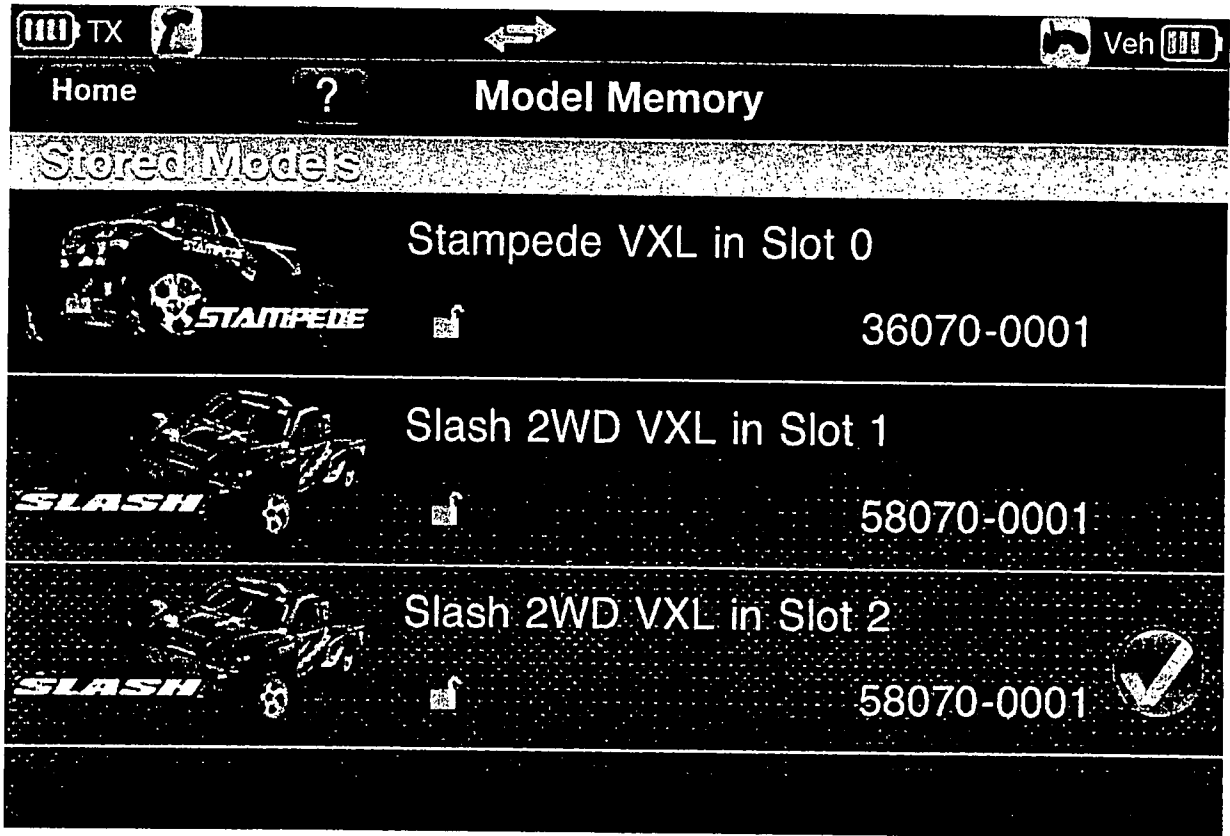 TX Veh
Home ? Model Memory
Stored Models
Stampede VXL in Slot 0
STAMPEDE
STAMPEDE
36070-0001
Slash 2WD VXL in Slot 1
SLASH
58070-0001
Slash 2WD VXL in Slot 2
SLASH
58070-0001